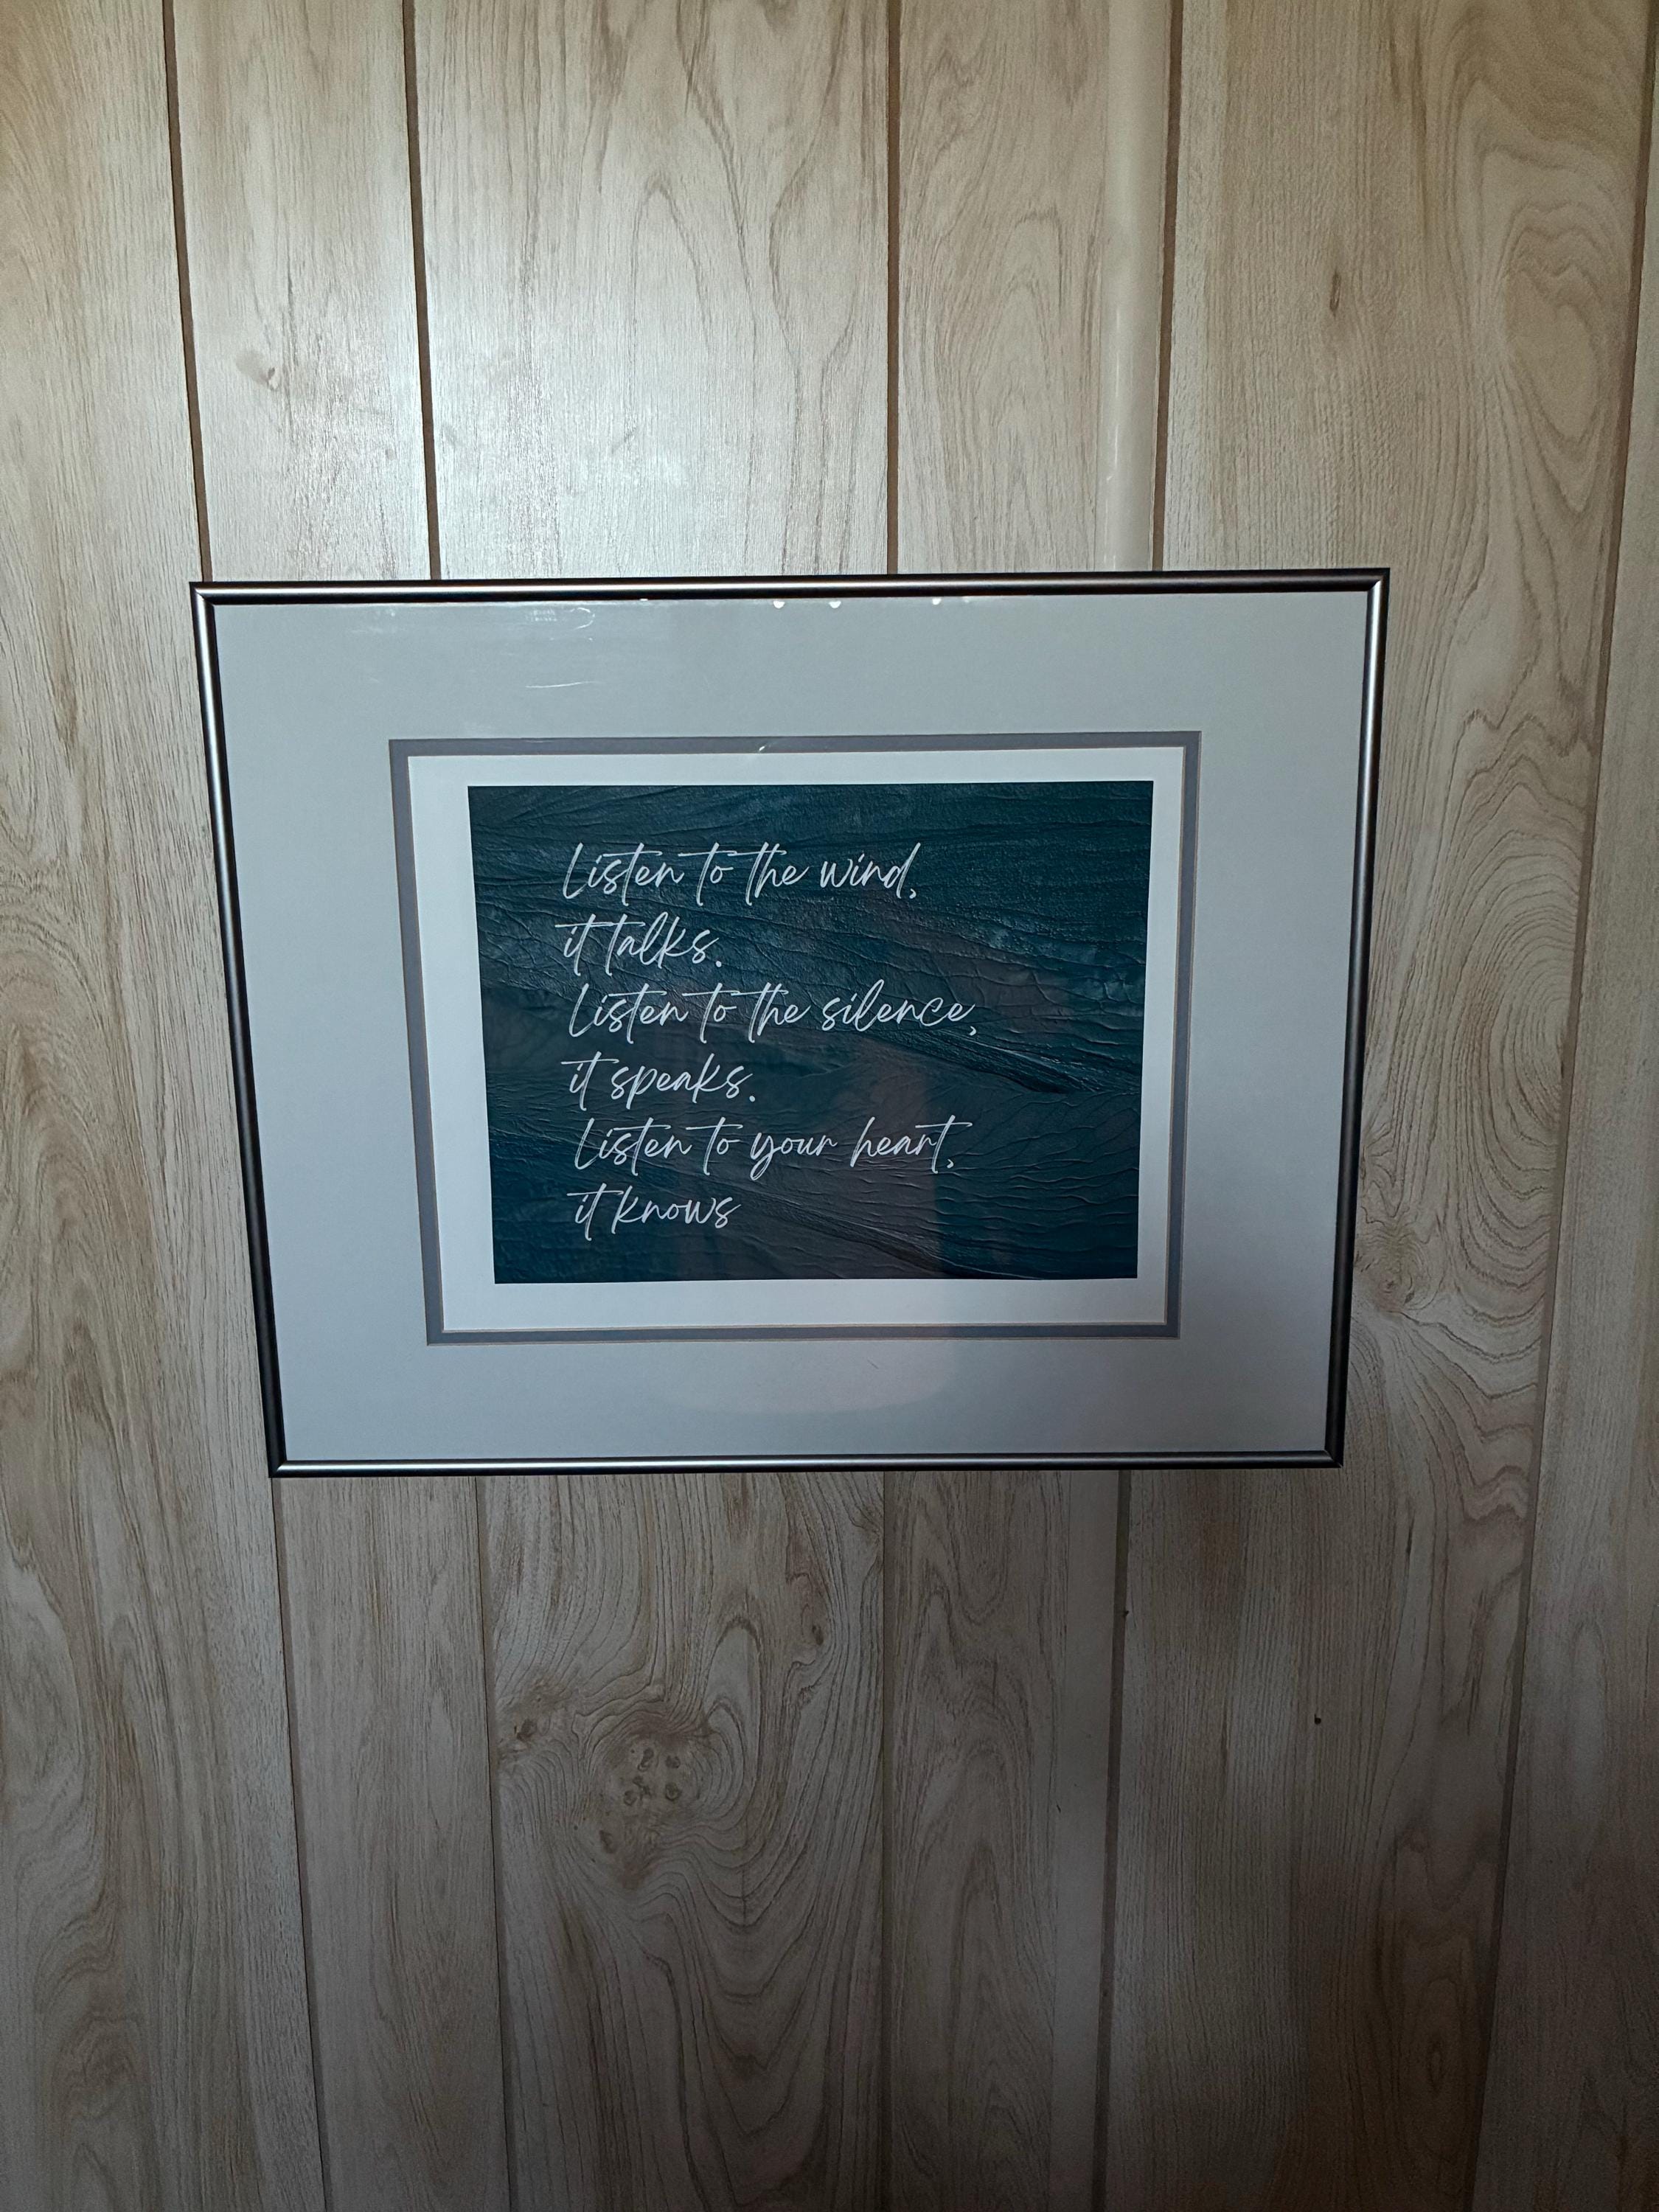 Listen to the wind,
it talks.
Listen to the silence,
it speaks.
Listen to your heart,
it knows